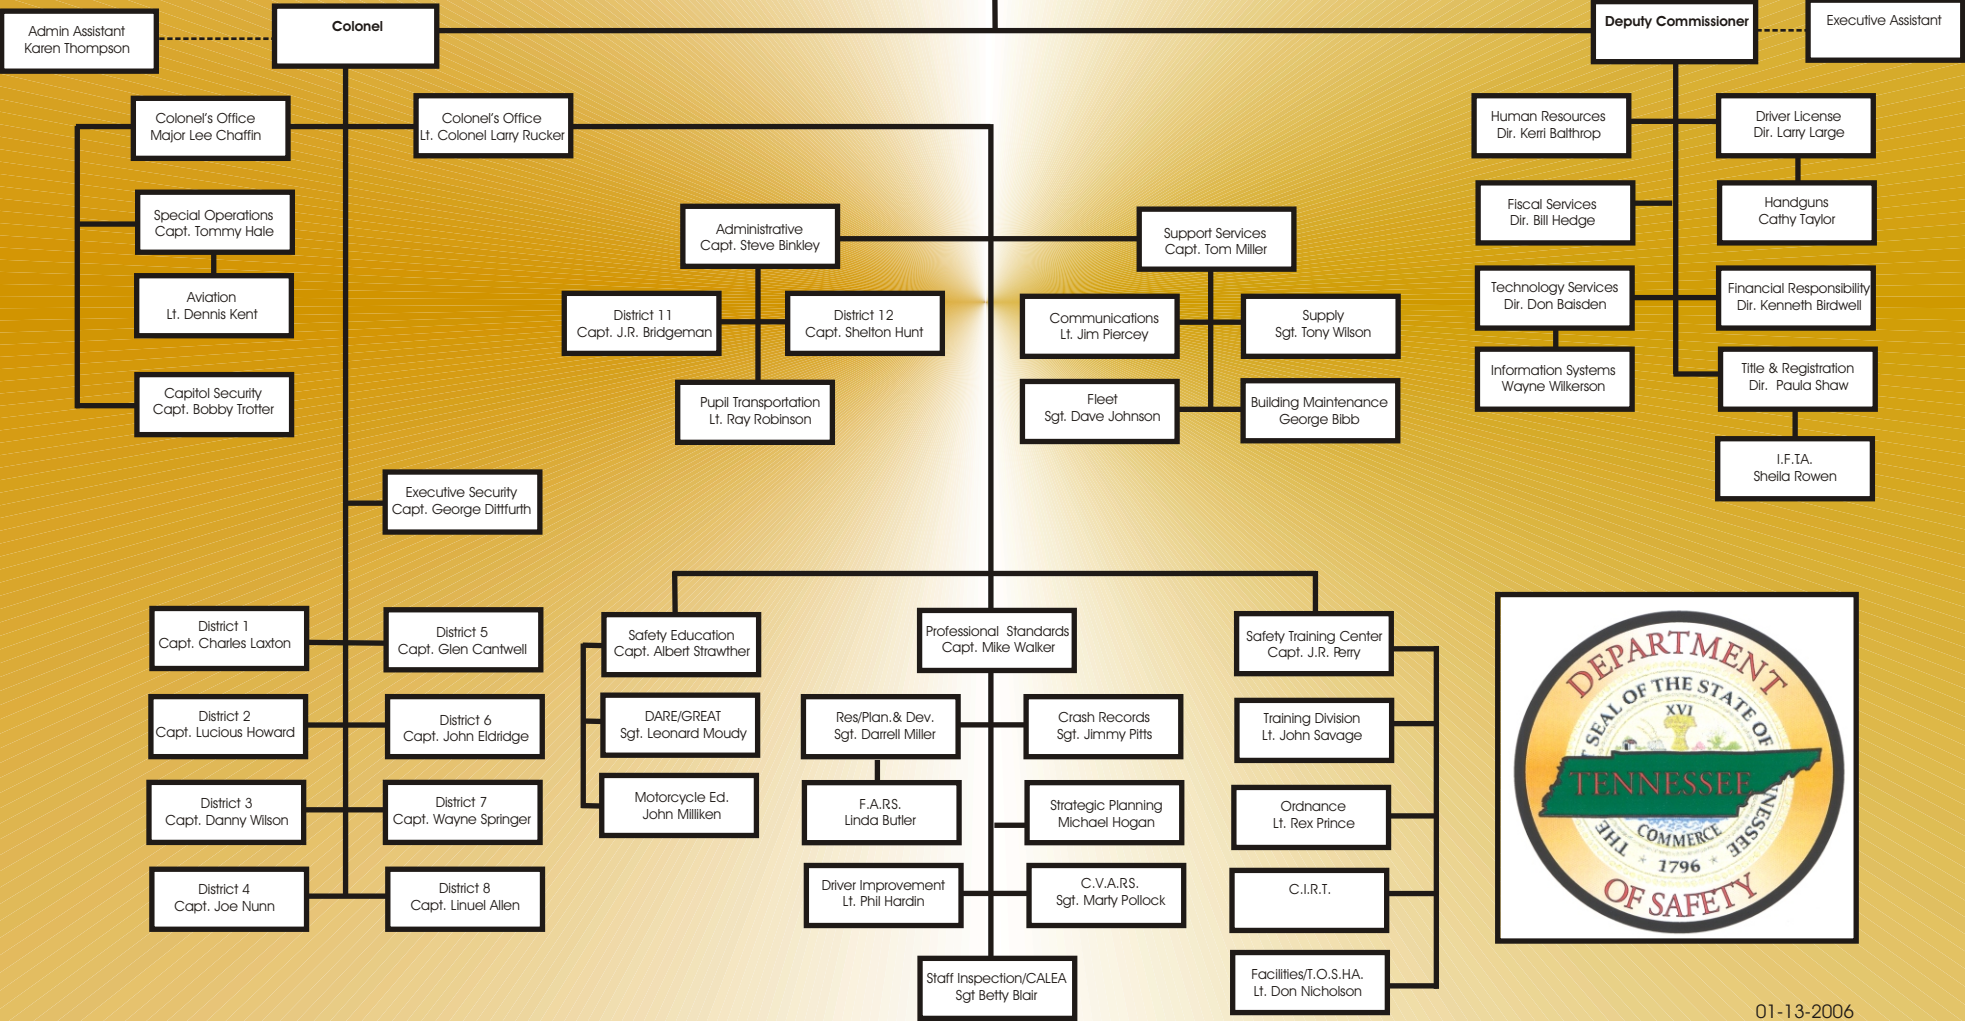 Admin Assistant
Karen Thompson
Colonel
Deputy Commissioner
Executive Assistant
Colonel's Office
Major Lee Chaffin
Colonel's Office
Lt. Colonel Larry Rucker
Human Resources
Dir. Kerri Balthrop
Driver License
Dir. Larry Large
Special Operations
Capt. Tommy Hale
Administrative
Capt. Steve Binkley
Support Services
Capt. Tom Miller
Fiscal Services
Dir. Bill Hedge
Handguns
Cathy Taylor
Aviation
Lt. Dennis Kent
District 11
Capt. J.R. Bridgeman
District 12
Capt. Shelton Hunt
Communications
Lt. Jim Piercey
Supply
Sgt. Tony Wilson
Technology Services
Dir. Don Baisden
Financial Responsibility
Dir. Kenneth Birdwell
Capitol Security
Capt. Bobby Trotter
Pupil Transportation
Lt. Ray Robinson
Fleet
Sgt. Dave Johnson
Building Maintenance
George Bibb
Information Systems
Wayne Wilkerson
Title & Registration
Dir. Paula Shaw
I.F.T.A.
Sheila Rowen
Executive Security
Capt. George Dittfurth
District 1
Capt. Charles Laxton
District 5
Capt. Glen Cantwell
Safety Education
Capt. Albert Strawther
Professional Standards
Capt. Mike Walker
Safety Training Center
Capt. J.R. Perry
District 2
Capt. Lucious Howard
District 6
Capt. John Eldridge
DARE/GREAT
Sgt. Leonard Moudy
Res/Plan.& Dev.
Sgt. Darrell Miller
Crash Records
Sgt. Jimmy Pitts
Training Division
Lt. John Savage
District 3
Capt. Danny Wilson
District 7
Capt. Wayne Springer
Motorcycle Ed.
John Milliken
F.A.R.S.
Linda Butler
Strategic Planning
Michael Hogan
Ordnance
Lt. Rex Prince
District 4
Capt. Joe Nunn
District 8
Capt. Linuel Allen
Driver Improvement
Lt. Phil Hardin
C.V.A.R.S.
Sgt. Marty Pollock
C.I.R.T.
Staff Inspection/CALEA
Sgt Betty Blair
Facilities/T.O.S.HA.
Lt. Don Nicholson
DEPARTMENT
OF SAFETY
SEAL OF THE STATE OF
THE
NNESSEE
XVI
TENNESSEE
COMMERCE
* 1796 *
01-13-2006